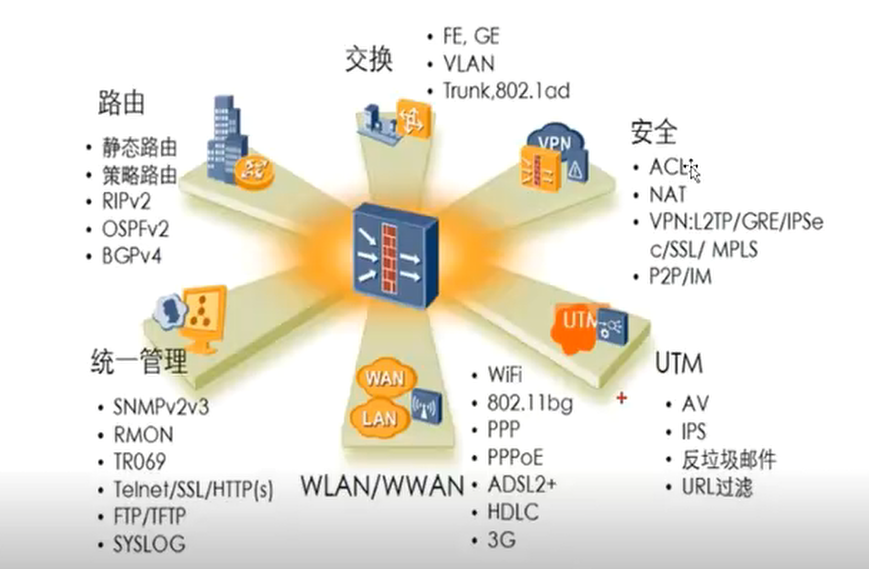 交换
• FE, GE
• VLAN
• Trunk,802.1ad
路由
• 静态路由
• 策略路由
• RIPv2
• OSPFv2
• BGPv4
VPN
安全
• ACL
• NAT
• VPN:L2TP/GRE/IPSe
c/SSL/ MPLS
• P2P/IM
统一管理
• SNMPv2v3
• RMON
• TR069
• Telnet/SSL/HTTP(s)
• FTP/TFTP
• SYSLOG
WAN
LAN
WLAN/WWAN
• WiFi
• 802.11bg
• PPP
• PPPoE
• ADSL2+
• HDLC
• 3G
UTM
UTM
• AV
• IPS
• 反垃圾邮件
• URL过滤